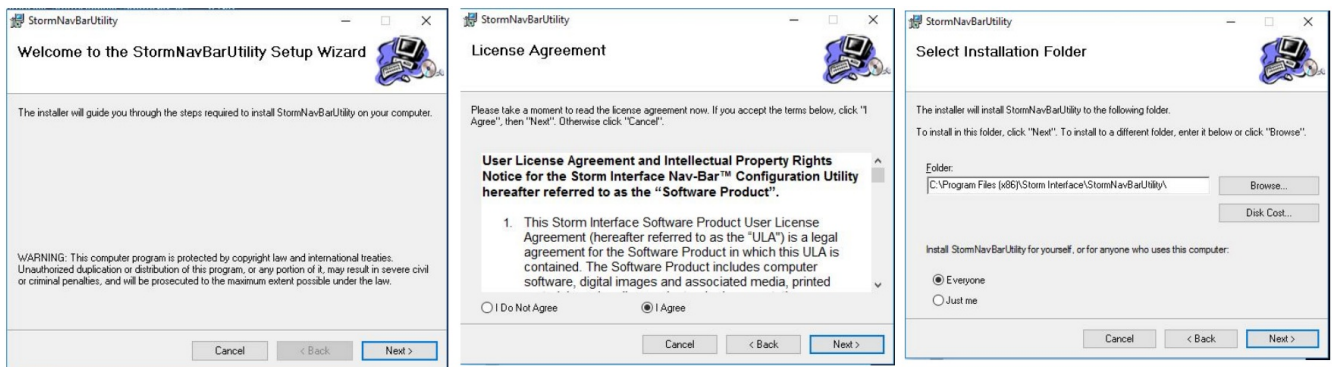 StormNavBarUtility
Welcome to the StormNavBarUtility Setup Wizard
The installer will guide you through the steps required to install StormNavBarUtility on your computer.
WARNING: This computer program is protected by copyright law and international treaties.
Unauthorized duplication or distribution of this program, or any portion of it, may result in severe civil
or criminal penalties, and will be prosecuted to the maximum extent possible under the law.
Cancel
< Back
Next >
StormNavBarUtility
License Agreement
Please take a moment to read the license agreement now. If you accept the terms below, click "I
Agree", then "Next". Otherwise click "Cancel".
User License Agreement and Intellectual Property Rights
Notice for the Storm Interface Nav-Bar™ Configuration Utility
hereafter referred to as the “Software Product”.
1. This Storm Interface Software Product User License
Agreement (hereafter referred to as the “ULA”) is a legal
agreement for the Software Product in which this ULA is
contained. The Software Product includes computer
software, digital images and associated media, printed
I Do Not Agree
I Agree
Cancel
< Back
Next >
StormNavBarUtility
Select Installation Folder
The installer will install StormNavBarUtility to the following folder.
To install in this folder, click "Next". To install to a different folder, enter it below or click "Browse".
Folder:
C:\Program Files (x86)\Storm Interface\StormNavBarUtility\
Browse...
Disk Cost...
Install StormNavBarUtility for yourself, or for anyone who uses this computer:
Everyone
Just me
Cancel
< Back
Next >